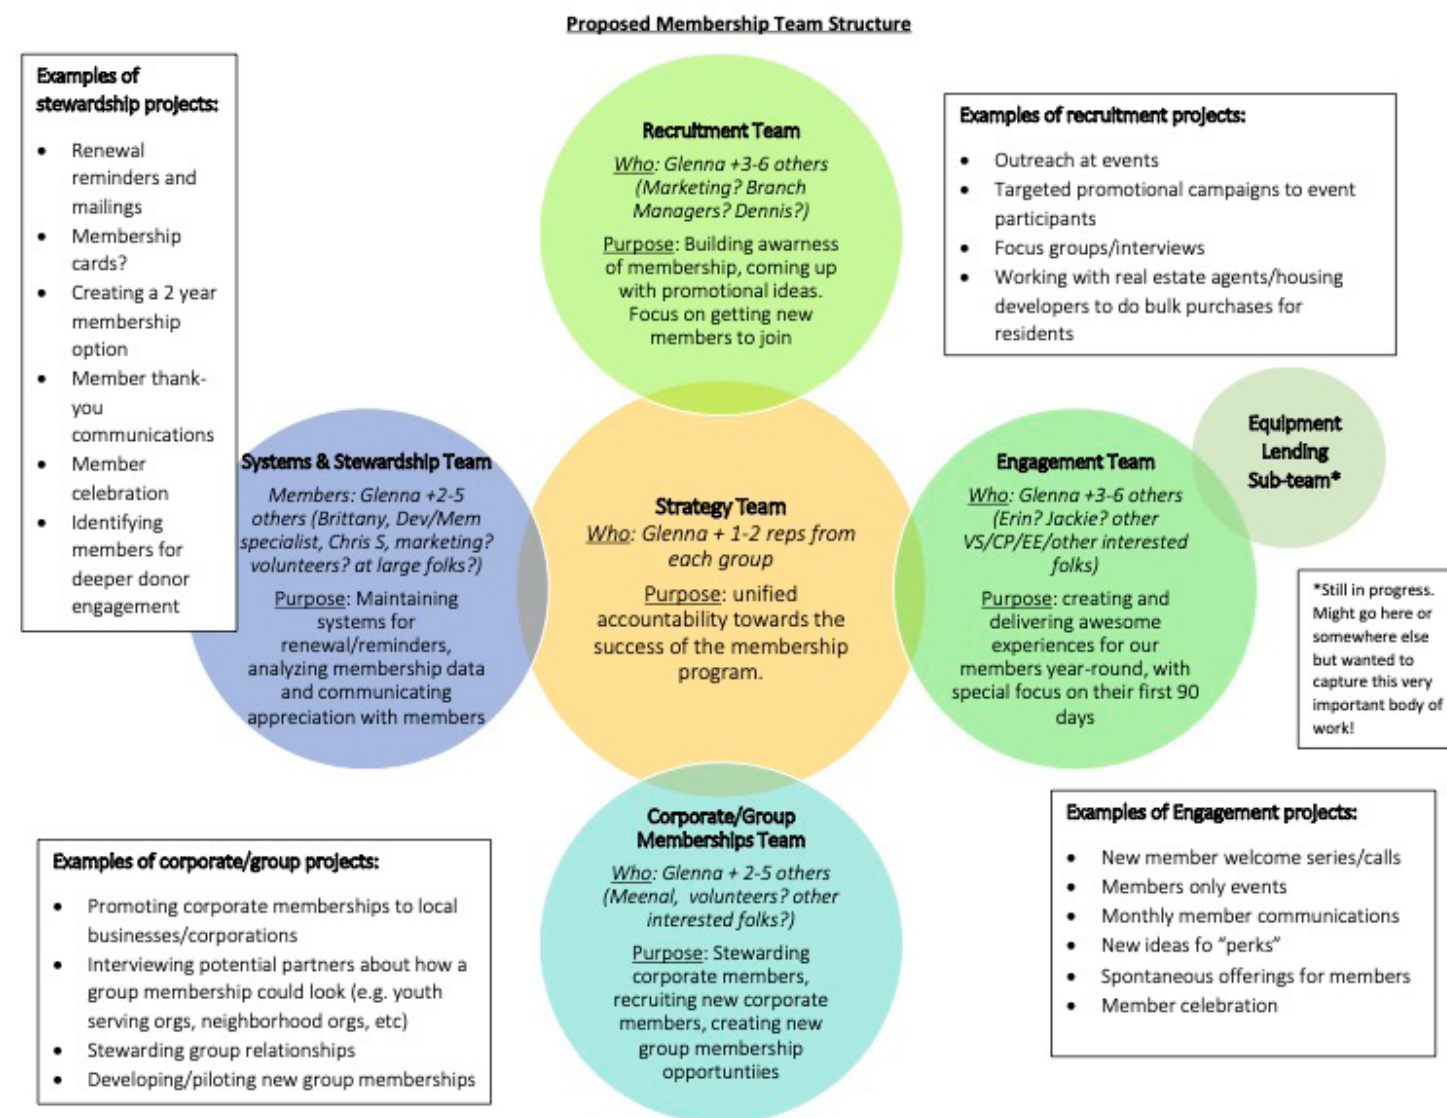 Proposed Membership Team Structure
Examples of
stewardship projects:
• Renewal
reminders and
mailings
• Membership
cards?
• Creating a 2 year
membership
option
• Member thank-
you
communications
• Member
celebration
• Identifying
members for
deeper donor
engagement
Recruitment Team
Who: Glenna +3-6 others
(Marketing? Branch
Managers? Dennis?)
Purpose: Building awarness
of membership, coming up
with promotional ideas.
Focus on getting new
members to join
Examples of recruitment projects:
• Outreach at events
• Targeted promotional campaigns to event
participants
• Focus groups/interviews
• Working with real estate agents/housing
developers to do bulk purchases for
residents
Systems & Stewardship Team
Members: Glenna +2-5
others (Brittany, Dev/Mem
specialist, Chris S, marketing?
volunteers? at large folks?)
Purpose: Maintaining
systems for
renewal/reminders,
analyzing membership data
and communicating
appreciation with members
Strategy Team
Who: Glenna + 1-2 reps from
each group
Purpose: unified
accountability towards the
success of the membership
program.
Engagement Team
Who: Glenna +3-6 others
(Erin? Jackie? other
VS/CP/EE/other interested
folks)
Purpose: creating and
delivering awesome
experiences for our
members year-round, with
special focus on their first 90
days
Equipment
Lending
Sub-team*
*Still in progress.
Might go here or
somewhere else
but wanted to
capture this very
important body of
work!
Corporate/Group
Memberships Team
Who: Glenna + 2-5 others
(Meenal, volunteers? other
interested folks?)
Purpose: Stewarding
corporate members,
recruiting new corporate
members, creating new
group membership
opportuntiies
Examples of corporate/group projects:
• Promoting corporate memberships to local
businesses/corporations
• Interviewing potential partners about how a
group membership could look (e.g. youth
serving orgs, neighborhood orgs, etc)
• Stewarding group relationships
• Developing/piloting new group memberships
Examples of Engagement projects:
• New member welcome series/calls
• Members only events
• Monthly member communications
• New ideas fo “perks”
• Spontaneous offerings for members
• Member celebration